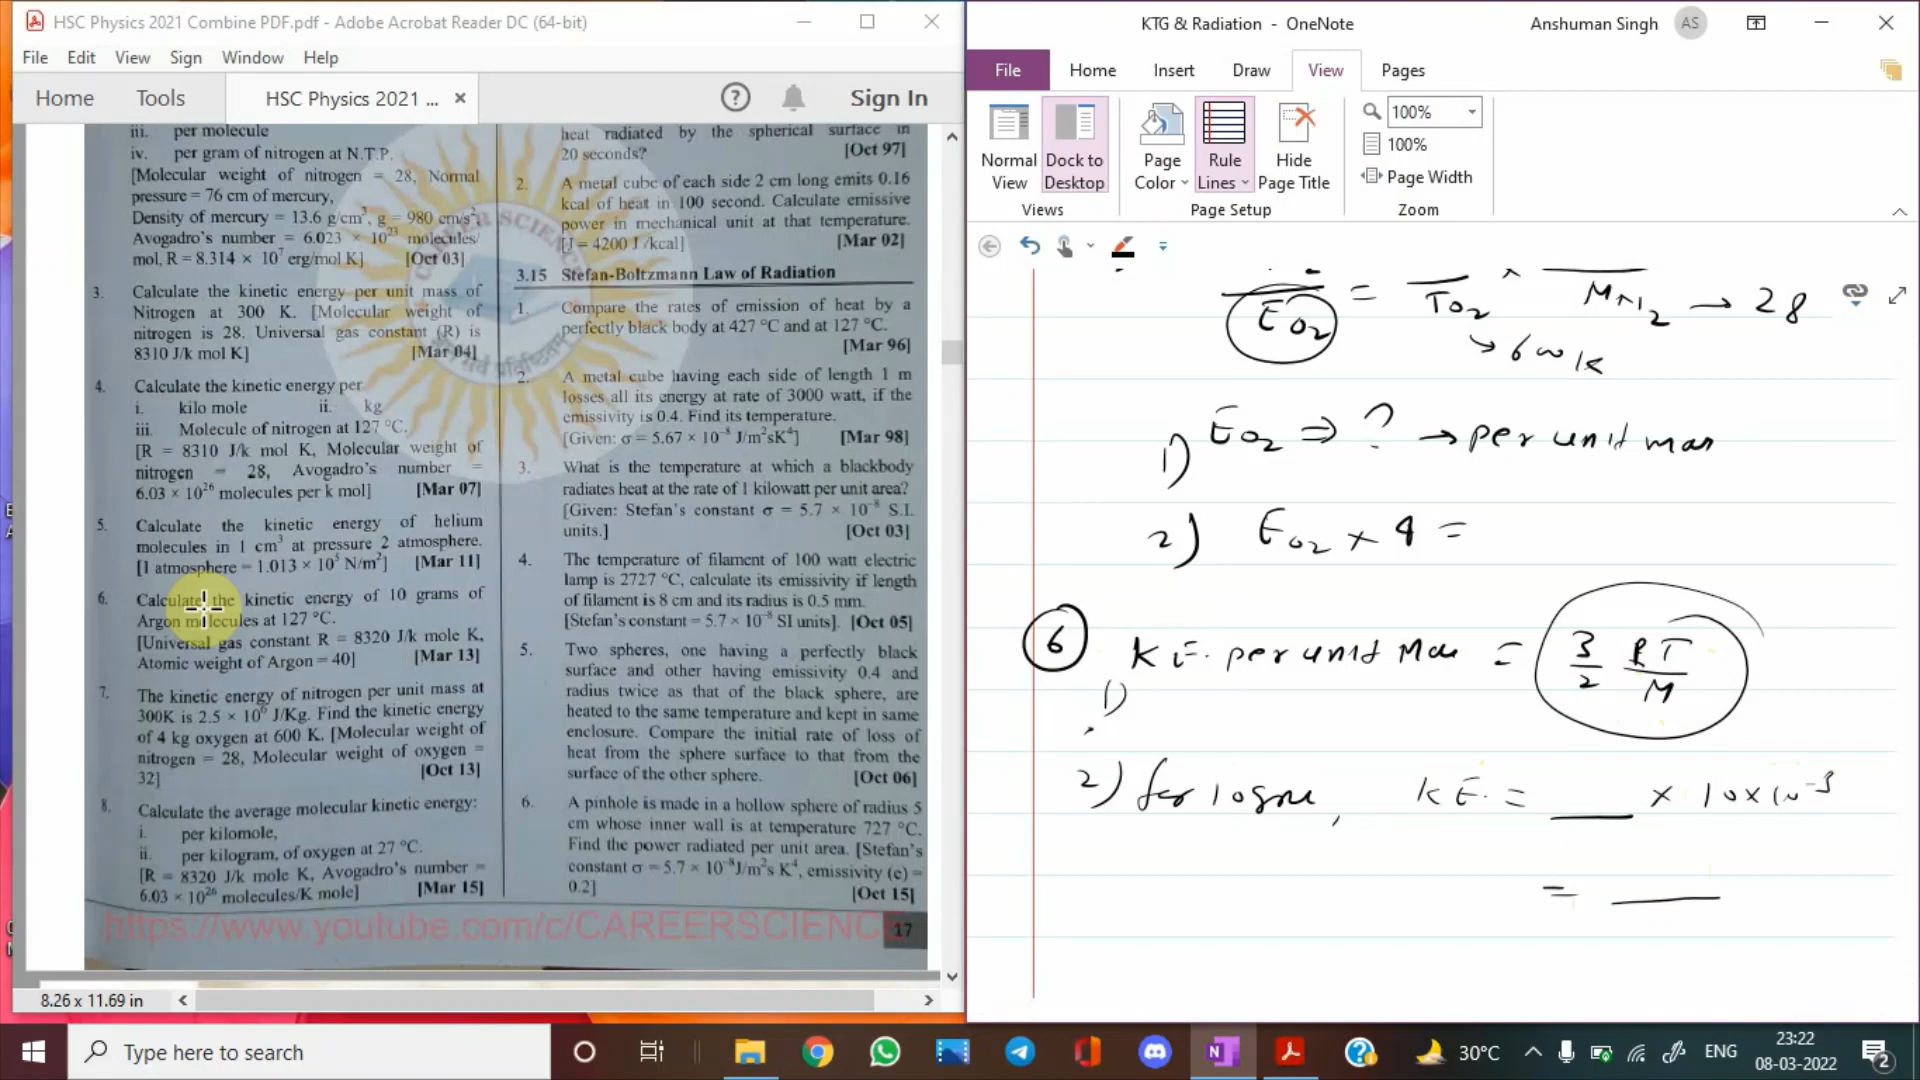 HSC Physics 2021 Combine PDF.pdf - Adobe Acrobat Reader DC (64-bit)
File Edit View Sign Window Help
Home Tools HSC Physics 2021 ... × Sign In
iii. per molecule
iv. per gram of nitrogen at N.T.P.
[Molecular weight of nitrogen = 28, Normal
pressure = 76 cm of mercury,
Density of mercury = 13.6 g/cm³, g = 980 cm/s²,
Avogadro's number = 6.023 × 10²³ molecules/
mol, R = 8.314 × 10⁷ erg/mol K] [Oct 03]
3. Calculate the kinetic energy per unit mass of
Nitrogen at 300 K. [Molecular weight of
nitrogen is 28. Universal gas constant (R) is
8310 J/k mol K] [Mar 04]
4. Calculate the kinetic energy per
i. kilo mole ii. kg
iii. Molecule of nitrogen at 127 °C.
[R = 8310 J/k mol K, Molecular weight of
nitrogen = 28, Avogadro's number =
6.03 × 10²⁶ molecules per k mol] [Mar 07]
5. Calculate the kinetic energy of helium
molecules in 1 cm³ at pressure 2 atmosphere.
[1 atmosphere = 1.013 × 10⁵ N/m²] [Mar 11]
6. Calculate the kinetic energy of 10 grams of
Argon molecules at 127 °C.
[Universal gas constant R = 8320 J/k mole K,
Atomic weight of Argon = 40] [Mar 13]
7. The kinetic energy of nitrogen per unit mass at
300K is 2.5 × 10⁶ J/Kg. Find the kinetic energy
of 4 kg oxygen at 600 K. [Molecular weight of
nitrogen = 28, Molecular weight of oxygen =
32] [Oct 13]
8. Calculate the average molecular kinetic energy:
i. per kilomole,
ii. per kilogram, of oxygen at 27 °C.
[R = 8320 J/k mole K, Avogadro's number =
6.03 × 10²⁶ molecules/K mole] [Mar 15]
heat radiated by the spherical surface in
20 seconds? [Oct 97]
2. A metal cube of each side 2 cm long emits 0.16
kcal of heat in 100 second. Calculate emissive
power in mechanical unit at that temperature.
[J = 4200 J /kcal] [Mar 02]
3.15 Stefan-Boltzmann Law of Radiation
1. Compare the rates of emission of heat by a
perfectly black body at 427 °C and at 127 °C.
[Mar 96]
2. A metal cube having each side of length 1 m
losses all its energy at rate of 3000 watt, if the
emissivity is 0.4. Find its temperature.
[Given: σ = 5.67 × 10⁻⁸ J/m²sK⁴] [Mar 98]
3. What is the temperature at which a blackbody
radiates heat at the rate of 1 kilowatt per unit area?
[Given: Stefan's constant σ = 5.7 × 10⁻⁸ S.I.
units.] [Oct 03]
4. The temperature of filament of 100 watt electric
lamp is 2727 °C, calculate its emissivity if length
of filament is 8 cm and its radius is 0.5 mm.
[Stefan's constant = 5.7 × 10⁻⁸ SI units]. [Oct 05]
5. Two spheres, one having a perfectly black
surface and other having emissivity 0.4 and
radius twice as that of the black sphere, are
heated to the same temperature and kept in same
enclosure. Compare the initial rate of loss of
heat from the sphere surface to that from the
surface of the other sphere. [Oct 06]
6. A pinhole is made in a hollow sphere of radius 5
cm whose inner wall is at temperature 727 °C.
Find the power radiated per unit area. [Stefan's
constant σ = 5.7 × 10⁻⁸J/m²s K⁴, emissivity (e) =
0.2] [Oct 15]
https://www.youtube.com/c/CAREERSCIENCE
17
8.26 x 11.69 in
KTG & Radiation - OneNote
Anshuman Singh AS
File Home Insert Draw View Pages
Normal View
Dock to Desktop
Page Color
Rule Lines
Hide Page Title
100%
100%
Page Width
Views Page Setup Zoom
E O2 = T O2 × M N2 → 28
→ 600 K
1) E O2 ⇒ ? → per unit mass
2) E O2 × 4 =
6 K E. per unit Mass = 3/2 RT/M
1)
2) for 10 gm, K E. = ___ × 10×10⁻³
= ___
Type here to search
30°C
ENG
23:22
08-03-2022
2